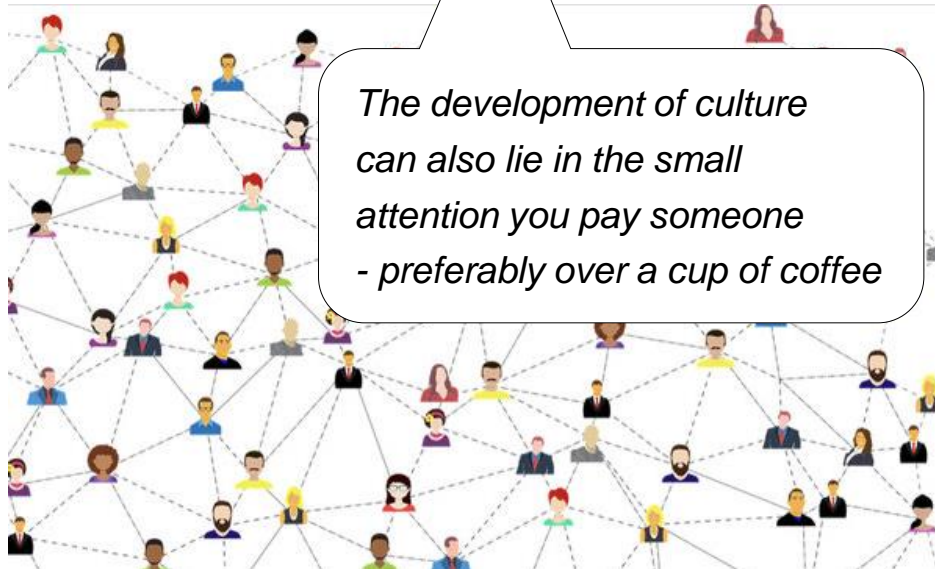 The development of culture
can also lie in the small
attention you pay someone
- preferably over a cup of coffee